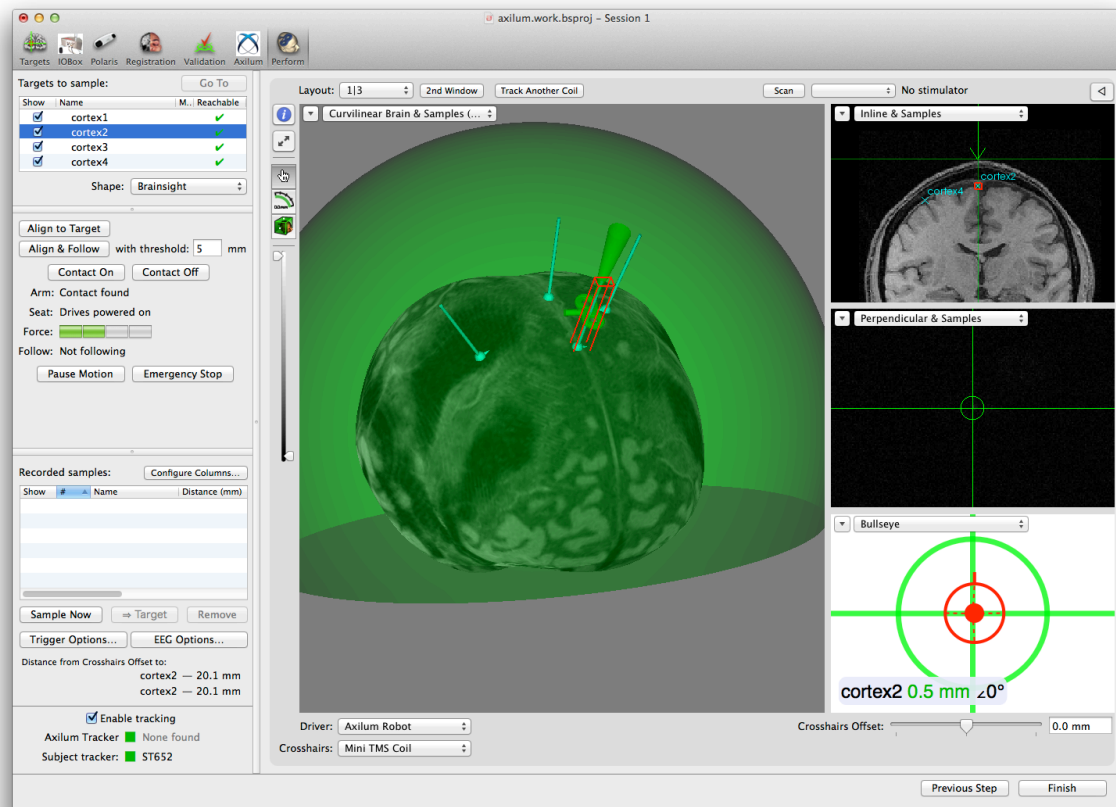 axilum.work.bsproj – Session 1
Targets IOBox Polaris Registration Validation Axilum Perform
Targets to sample: Go To
Show Name M.. Reachable
cortex1
cortex2
cortex3
cortex4
Shape: Brainsight
Align to Target
Align & Follow with threshold: 5 mm
Contact On Contact Off
Arm: Contact found
Seat: Drives powered on
Force:
Follow: Not following
Pause Motion Emergency Stop
Recorded samples: Configure Columns...
Show # Name Distance (mm)
Sample Now ⇒ Target Remove
Trigger Options... EEG Options...
Distance from Crosshairs Offset to:
cortex2 — 20.1 mm
cortex2 — 20.1 mm
Enable tracking
Axilum Tracker None found
Subject tracker: ST652
Layout: 1|3 2nd Window Track Another Coil Scan No stimulator
Curvilinear Brain & Samples (...
Driver: Axilum Robot
Crosshairs: Mini TMS Coil
Inline & Samples
cortex2
cortex4
Perpendicular & Samples
Bullseye
cortex2 0.5 mm ∠0°
Crosshairs Offset: 0.0 mm
Previous Step Finish